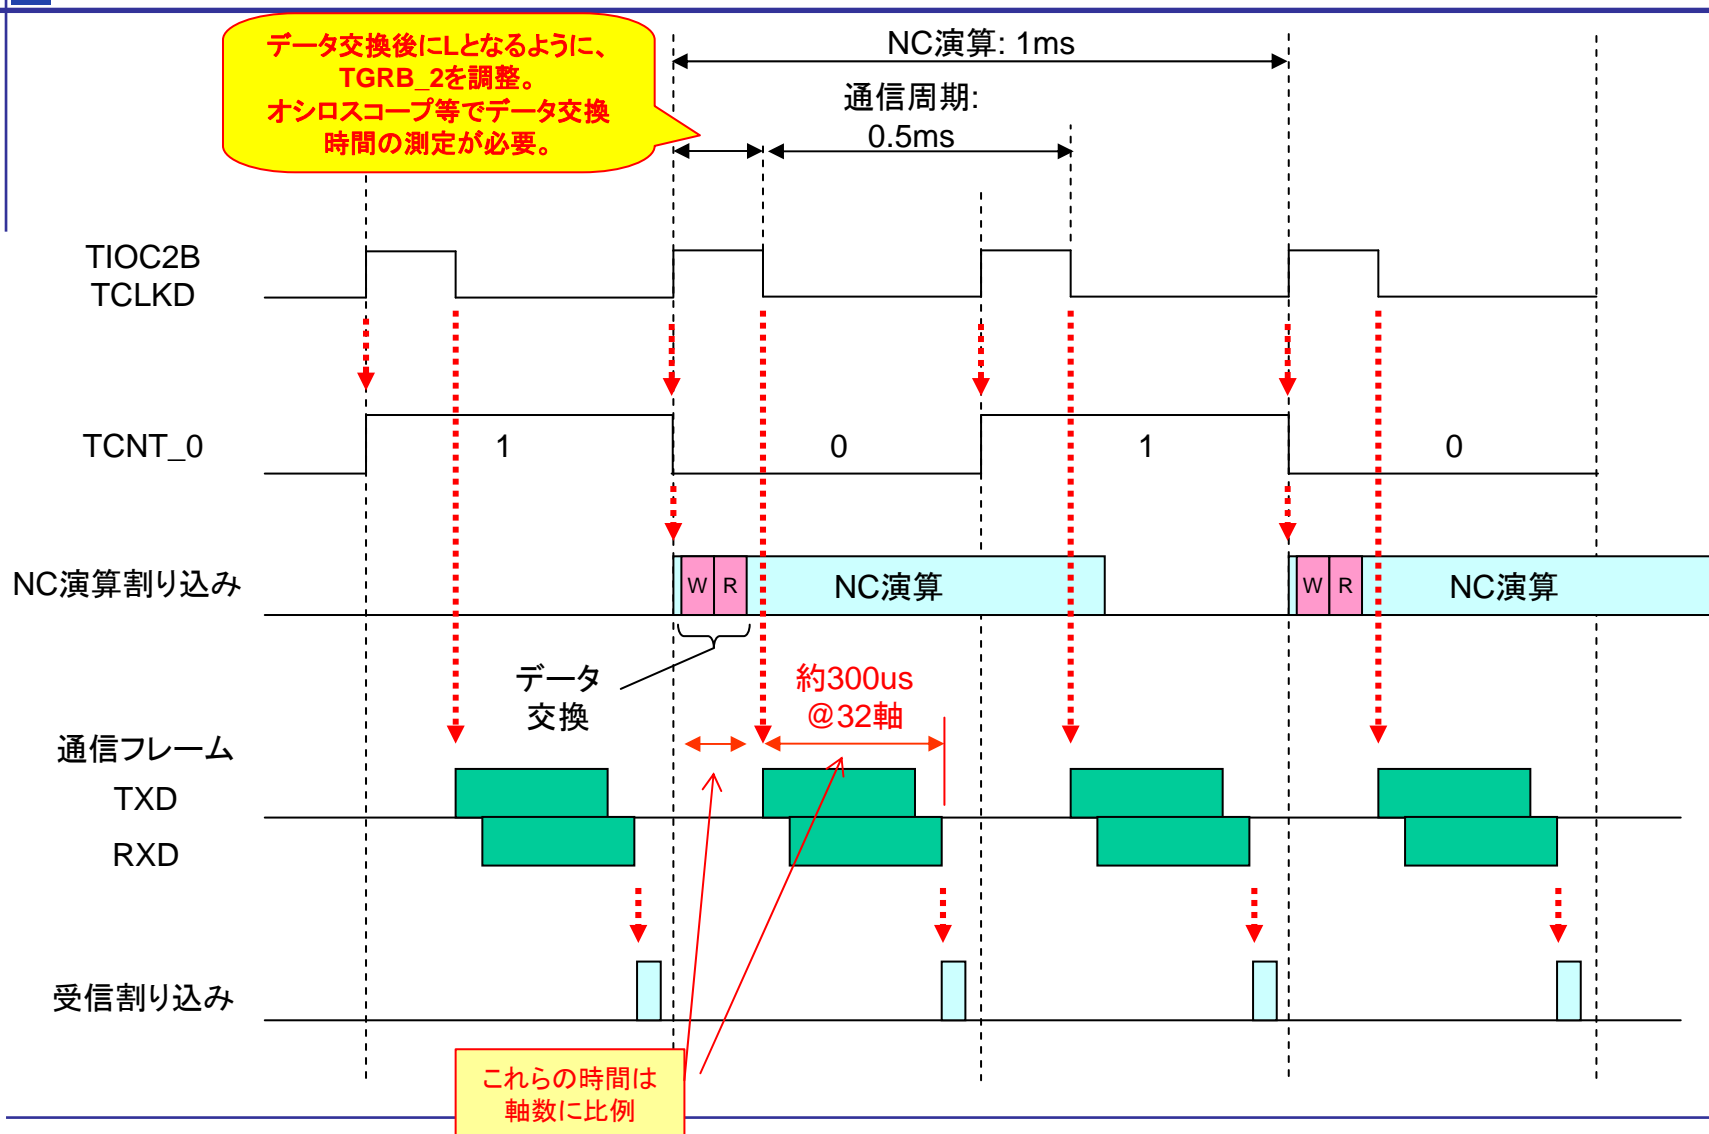 データ交換後にLとなるように、
TGRB_2を調整。
オシロスコープ等でデータ交換
時間の測定が必要。
NC演算: 1ms
通信周期:
0.5ms
TIOC2B
TCLKD
TCNT_0
1
0
1
0
NC演算割り込み
W
R
NC演算
W
R
NC演算
データ
交換
約300us
@32軸
通信フレーム
TXD
RXD
受信割り込み
これらの時間は
軸数に比例